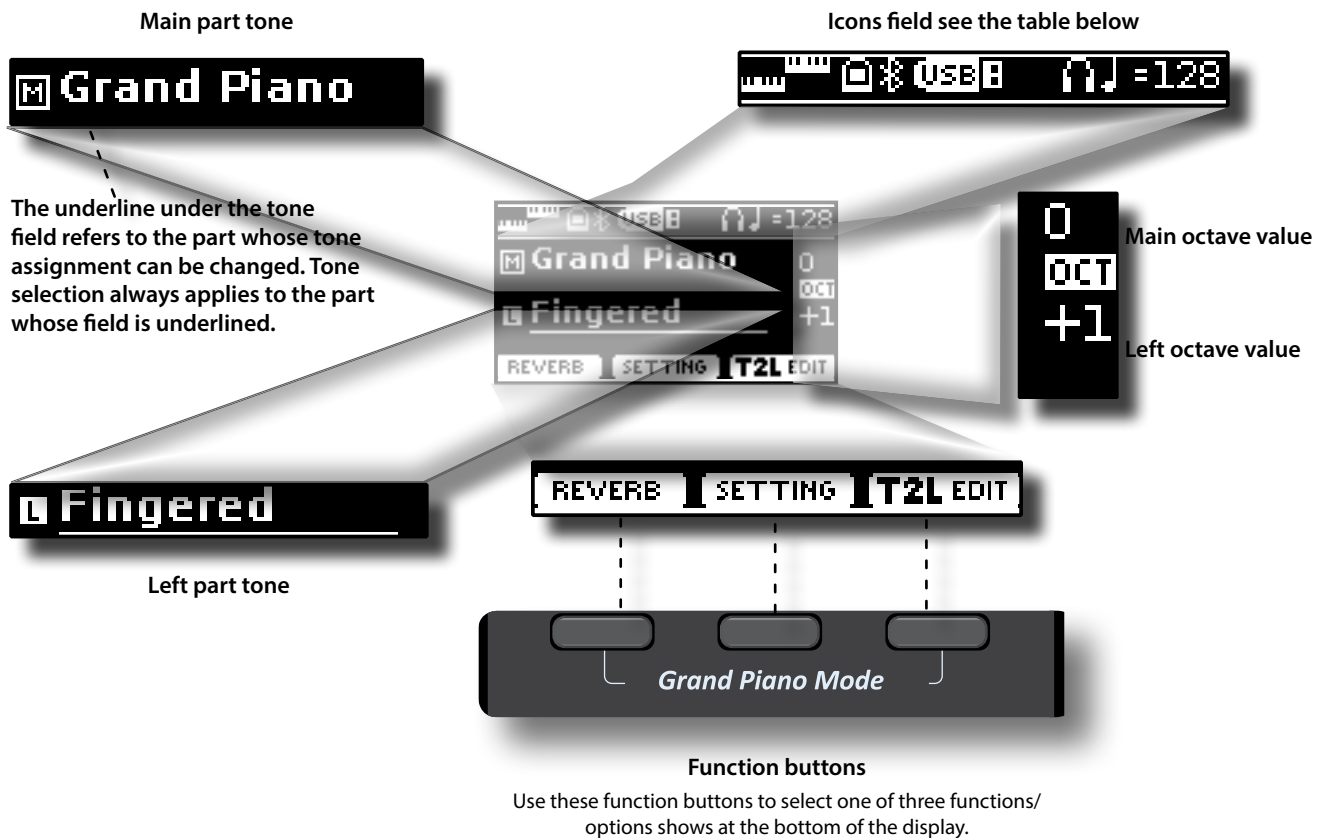 Main part tone
Icons field see the table below
M Grand Piano
USB =128
The underline under the tone
field refers to the part whose tone
assignment can be changed. Tone
selection always applies to the part
whose field is underlined.
USB =128
M Grand Piano 0
OCT
L Fingered +1
REVERB SETTING T2L EDIT
0
Main octave value
OCT
+1
Left octave value
L Fingered
Left part tone
REVERB SETTING T2L EDIT
Grand Piano Mode
Function buttons
Use these function buttons to select one of three functions/
options shows at the bottom of the display.